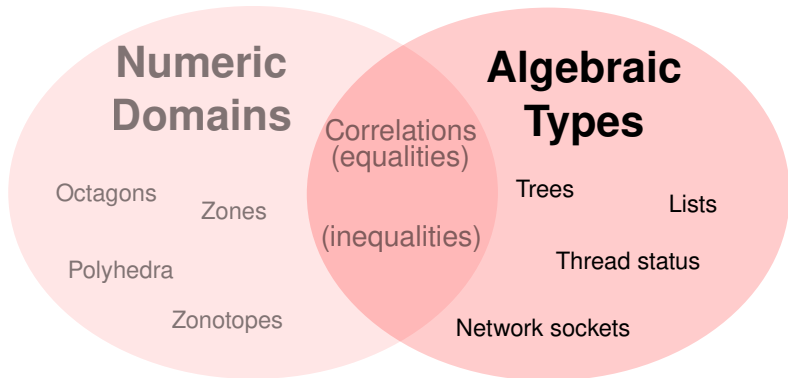 Numeric
Domains
Octagons
Zones
Polyhedra
Zonotopes
Correlations
(equalities)
(inequalities)
Algebraic
Types
Trees
Lists
Thread status
Network sockets